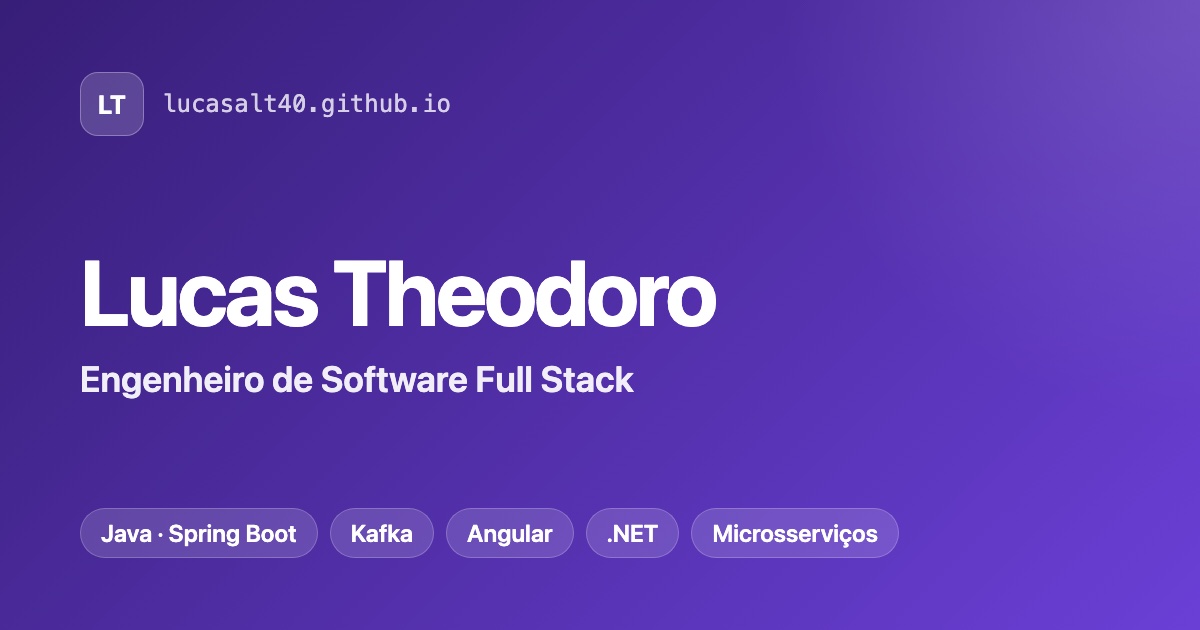 LT lucasalt40.github.io
Lucas Theodoro
Engenheiro de Software Full Stack
Java · Spring Boot Kafka Angular .NET Microsserviços